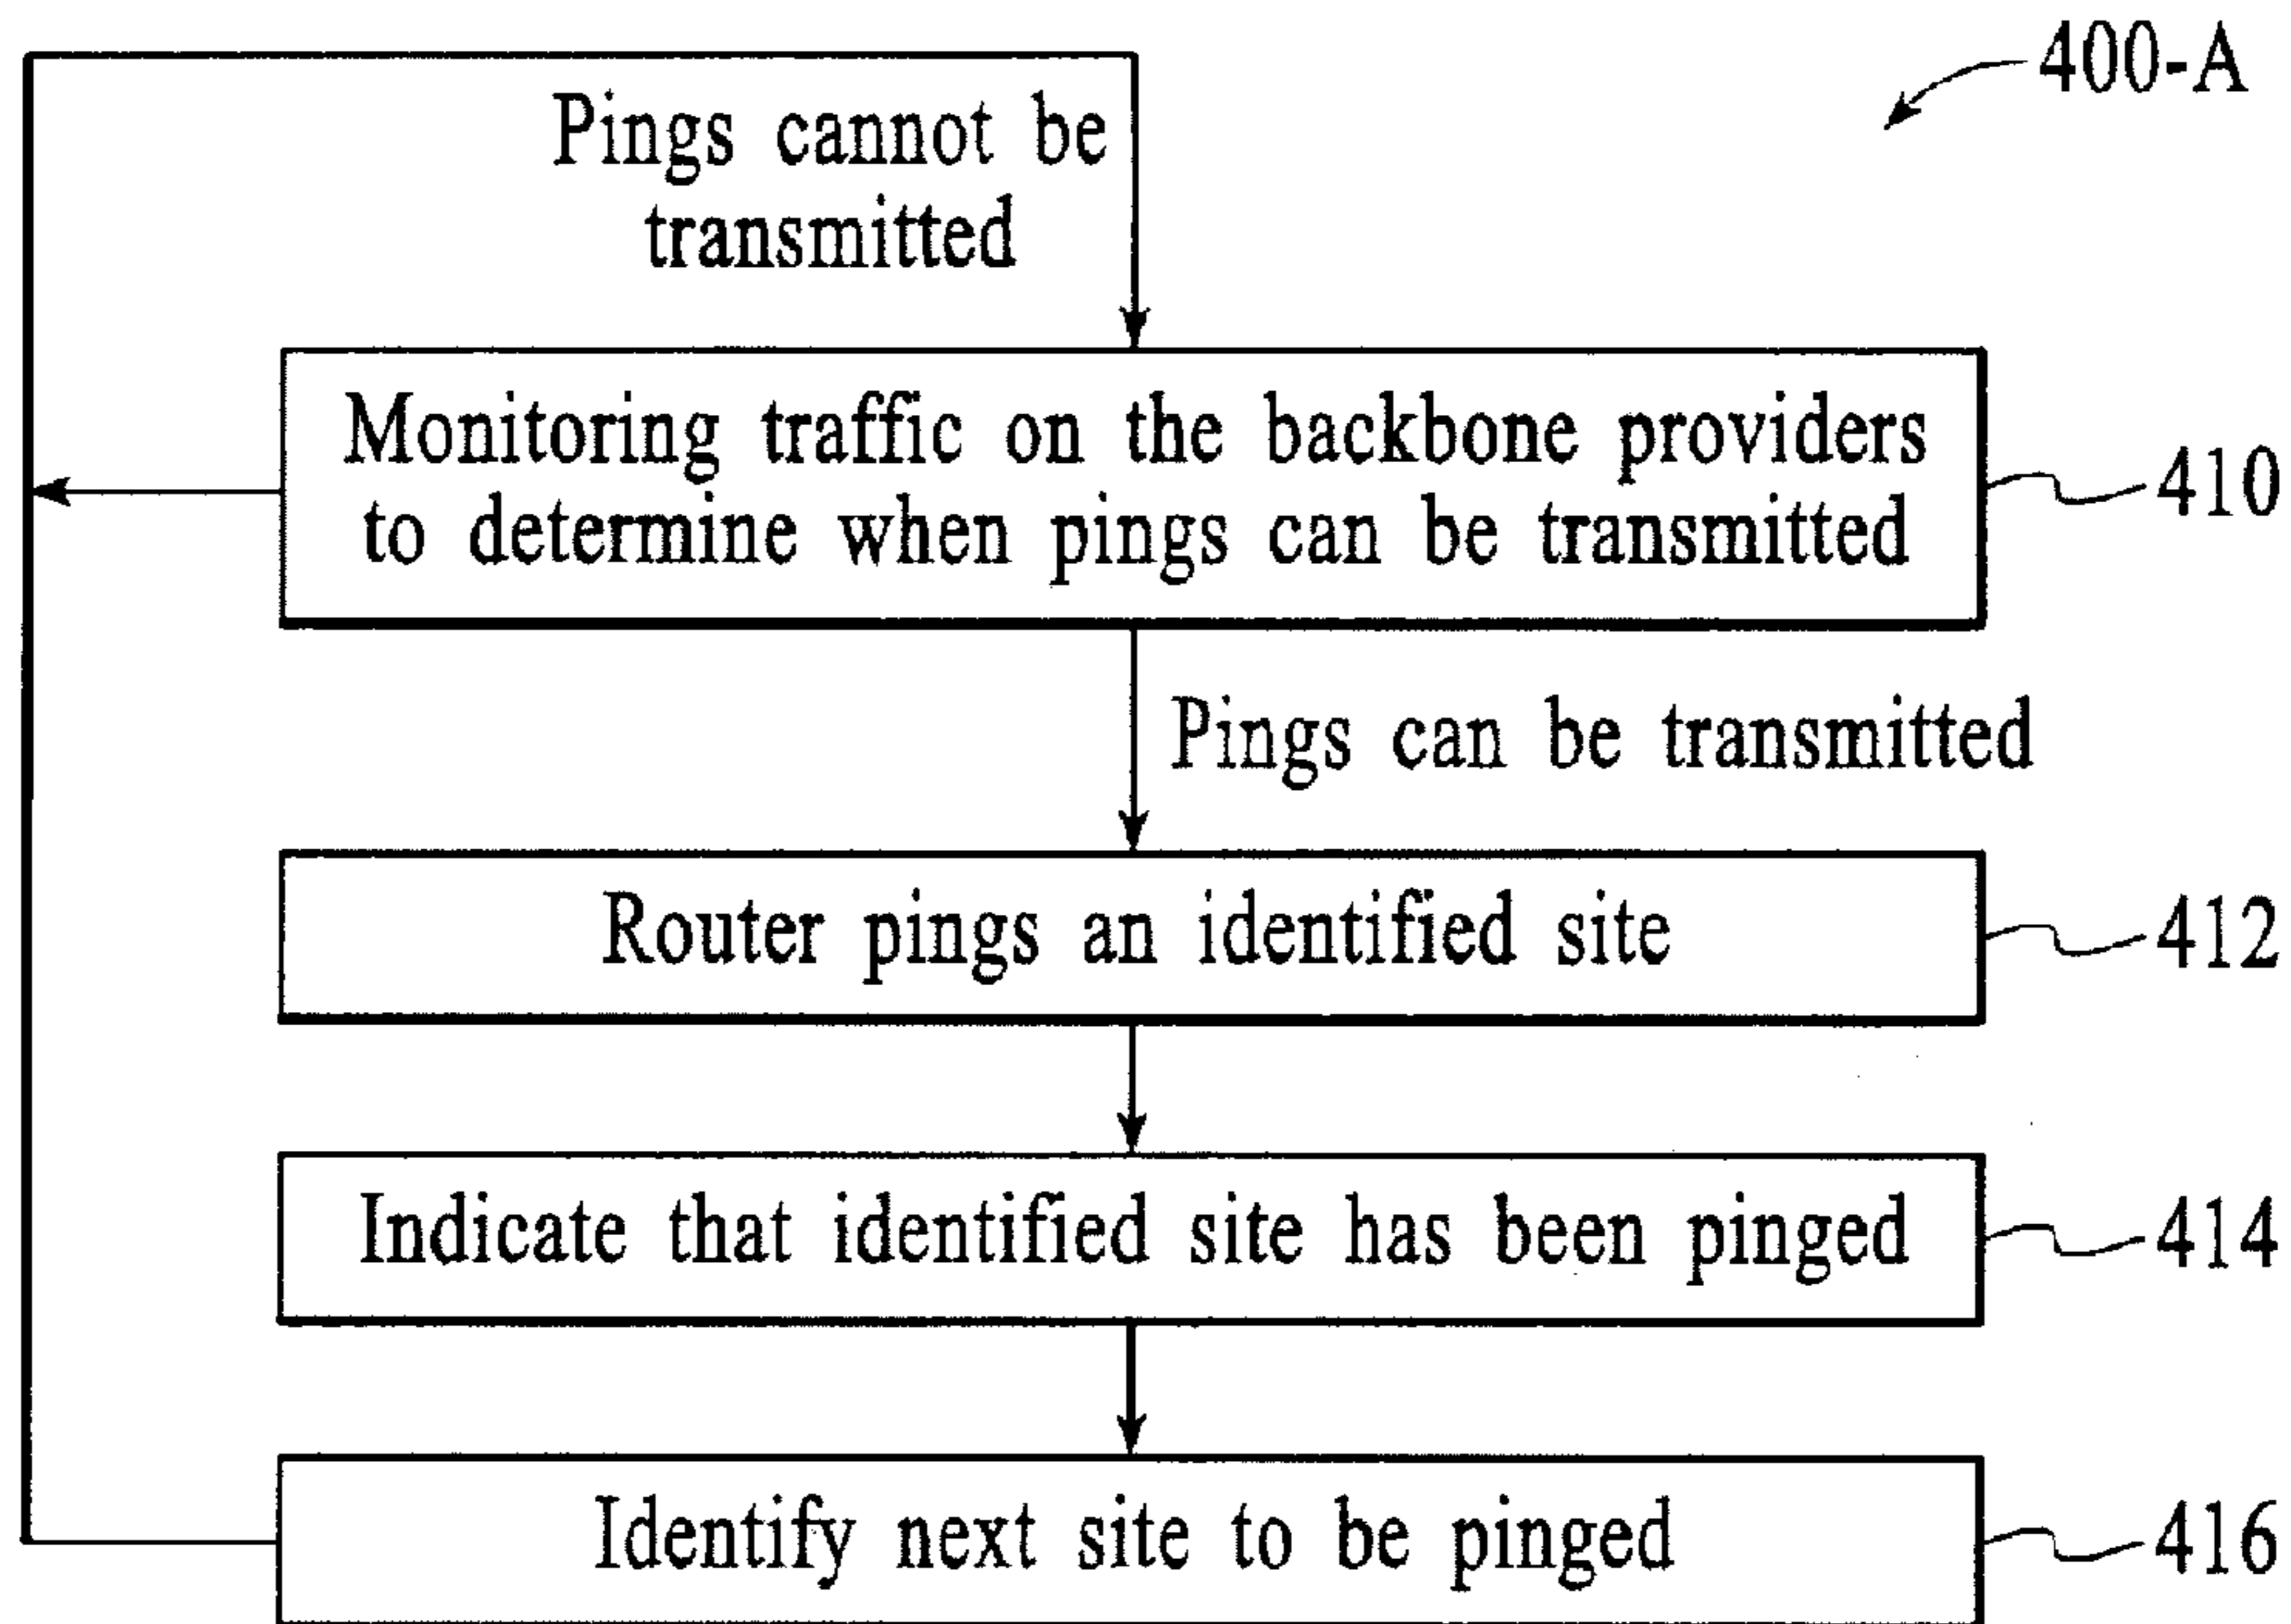 400-A
Pings cannot be
transmitted
Monitoring traffic on the backbone providers
to determine when pings can be transmitted
410
Pings can be transmitted
Router pings an identified site
412
Indicate that identified site has been pinged
414
Identify next site to be pinged
416